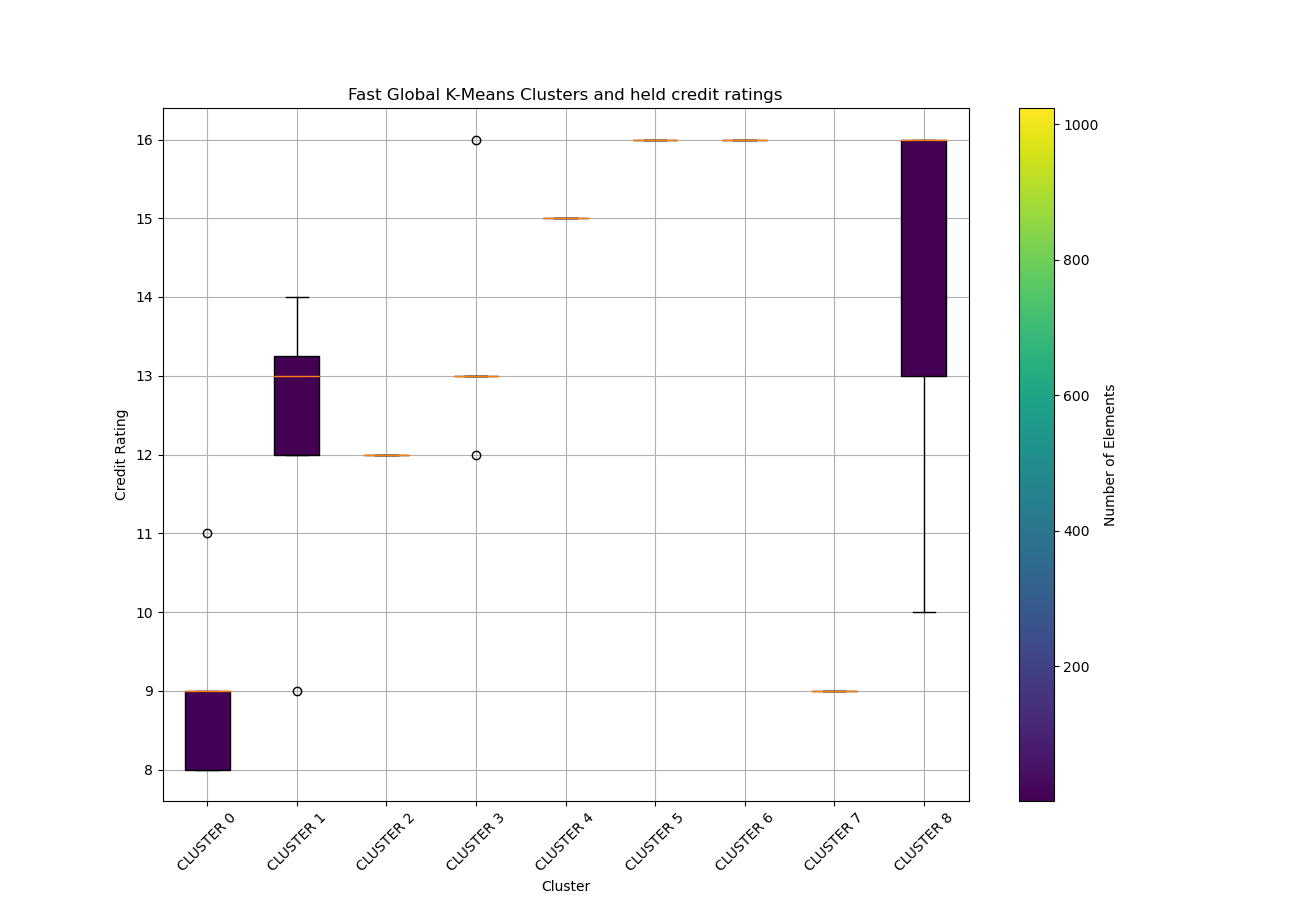 Fast Global K-Means Clusters and held credit ratings
Credit Rating
16
15
14
13
12
11
10
9
8
CLUSTER 0
CLUSTER 1
CLUSTER 2
CLUSTER 3
CLUSTER 4
CLUSTER 5
CLUSTER 6
CLUSTER 7
CLUSTER 8
Cluster
1000
800
600
400
200
Number of Elements